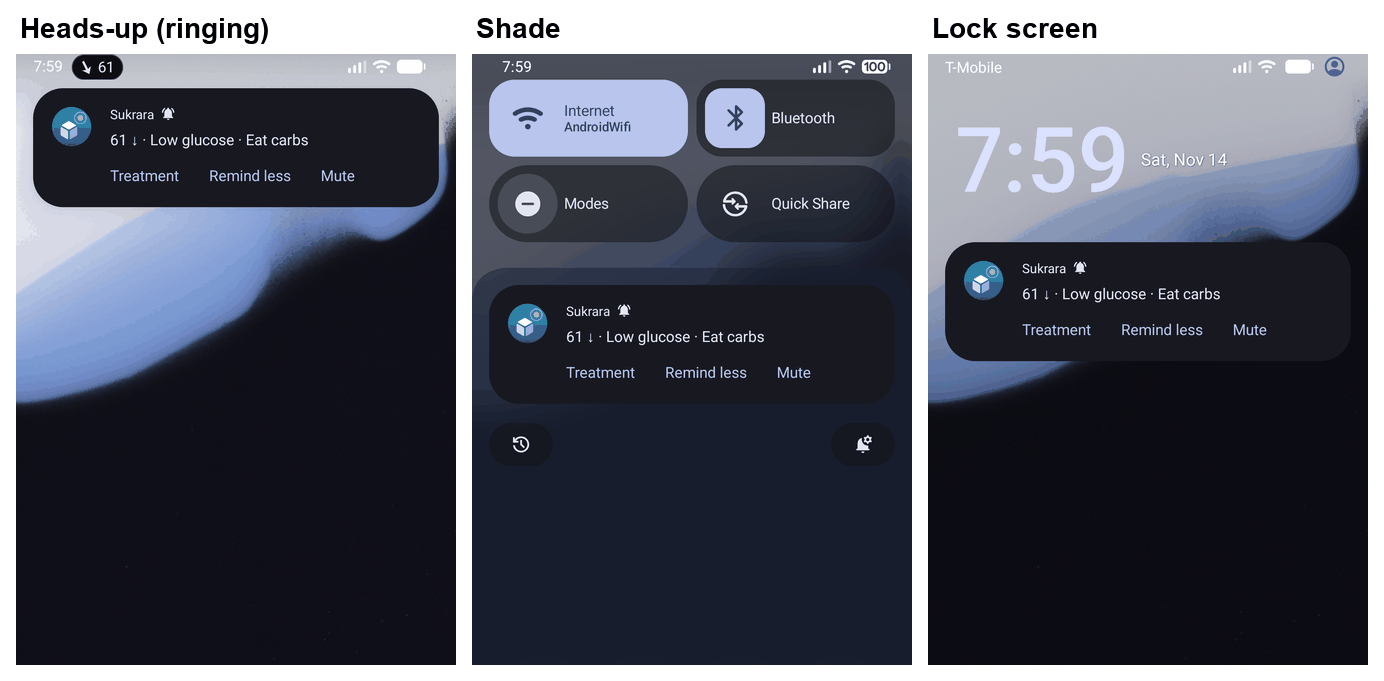 Heads-up (ringing)
7:59 61
Sukrara
61 ↓ · Low glucose · Eat carbs
Treatment Remind less Mute
Shade
7:59 100
Internet
AndroidWifi
Bluetooth
Modes
Quick Share
Sukrara
61 ↓ · Low glucose · Eat carbs
Treatment Remind less Mute
Lock screen
T-Mobile
7:59 Sat, Nov 14
Sukrara
61 ↓ · Low glucose · Eat carbs
Treatment Remind less Mute